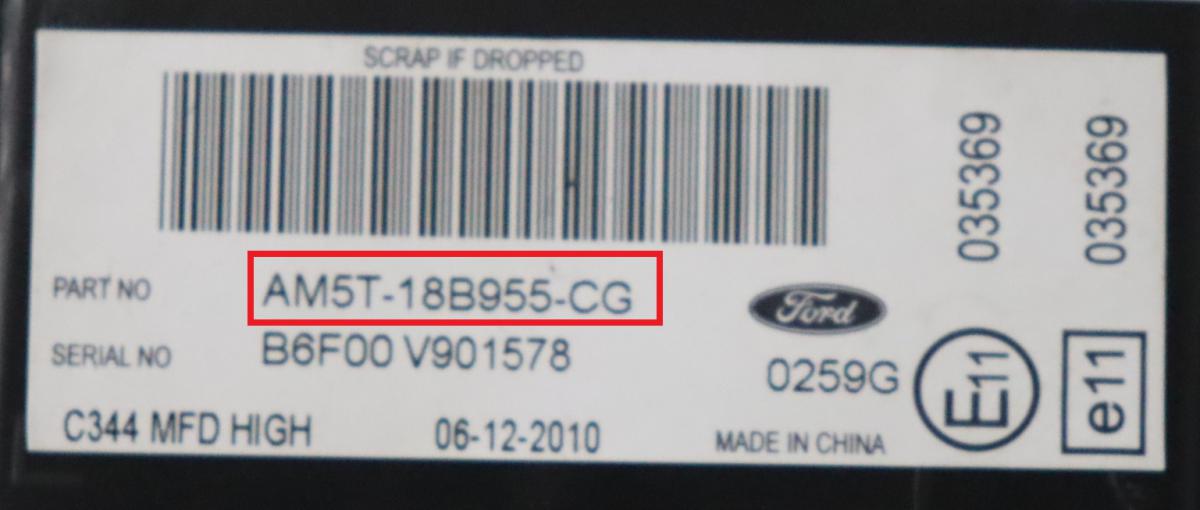 SCRAP IF DROPPED
PART NO AM5T-18B955-CG
SERIAL NO B6F00 V901578
C344 MFD HIGH 06-12-2010
Ford
0259G
MADE IN CHINA
035369
E11
035369
e11